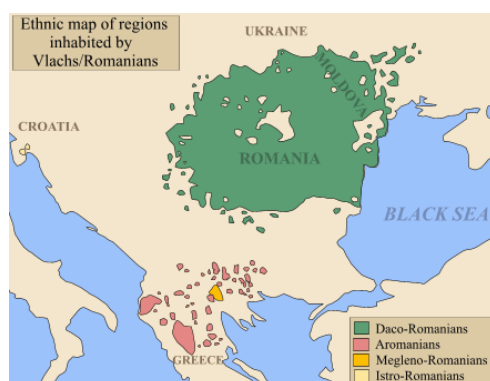 Ethnic map of regions
inhabited by
Vlachs/Romanians
UKRAINE
MOLDOVA
CROATIA
ROMANIA
BLACK SEA
GREECE
Daco-Romanians
Aromanians
Megleno-Romanians
Istro-Romanians